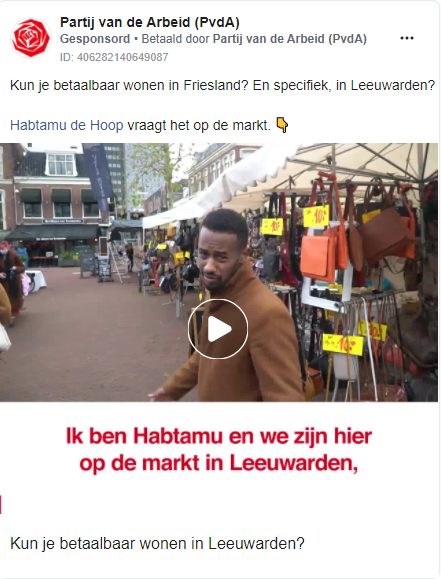 Partij van de Arbeid (PvdA)
Gesponsord • Betaald door Partij van de Arbeid (PvdA)
ID: 406282140649087
Kun je betaalbaar wonen in Friesland? En specifiek, in Leeuwarden?
Habtamu de Hoop vraagt het op de markt. 👇
Ik ben Habtamu en we zijn hier
op de markt in Leeuwarden,
Kun je betaalbaar wonen in Leeuwarden?